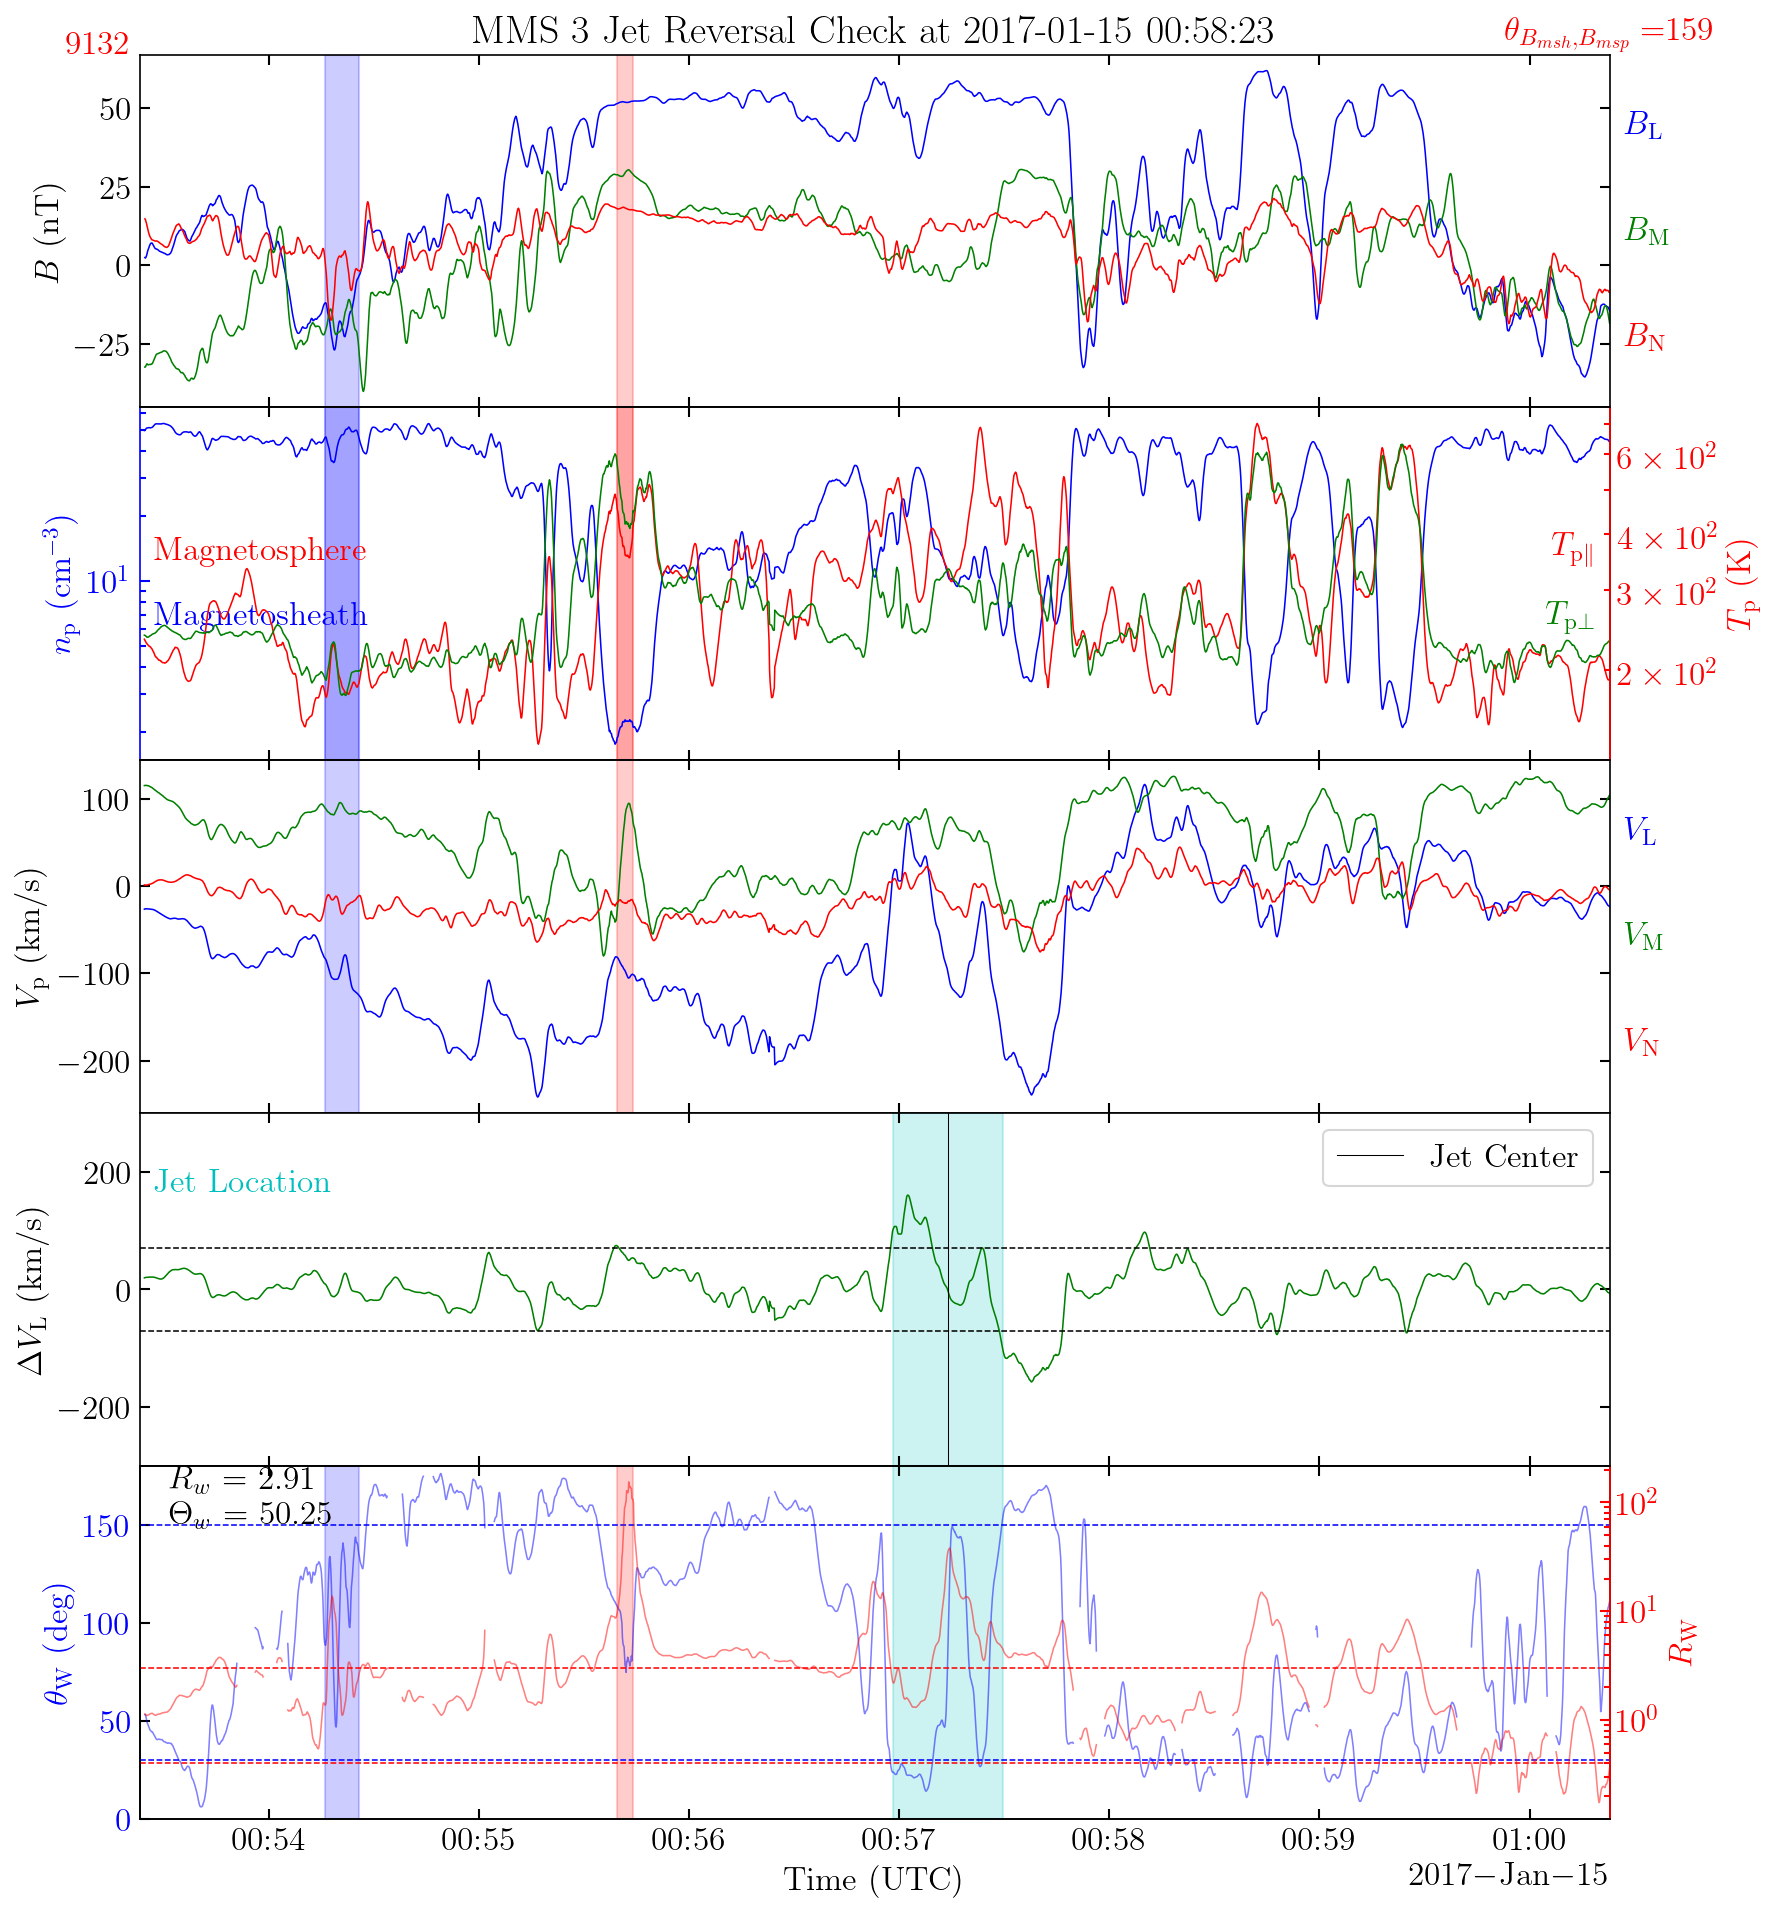 MMS 3 Jet Reversal Check at 2017-01-15 00:58:23
9132
θ_{B_{msh},B_{msp}} =159
B (nT)
50
25
0
−25
B_L
B_M
B_N
n_p (cm^{−3})
10^1
Magnetosphere
Magnetosheath
6 × 10^2
4 × 10^2
3 × 10^2
2 × 10^2
T_{p∥}
T_{p⊥}
T_p (K)
V_p (km/s)
100
0
−100
−200
V_L
V_M
V_N
ΔV_L (km/s)
200
0
−200
Jet Location
Jet Center
R_w = 2.91
Θ_w = 50.25
θ_W (deg)
150
100
50
0
10^2
10^1
10^0
R_W
00:54 00:55 00:56 00:57 00:58 00:59 01:00
Time (UTC)
2017−Jan−15